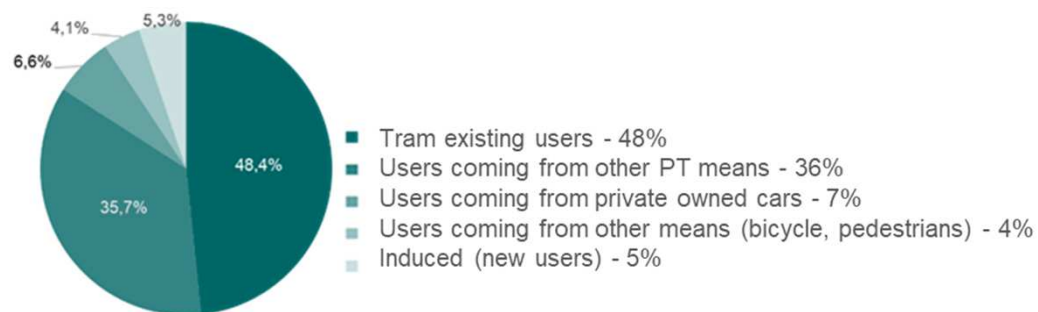 5,3%
4,1%
6,6%
48,4%
35,7%
Tram existing users - 48%
Users coming from other PT means - 36%
Users coming from private owned cars - 7%
Users coming from other means (bicycle, pedestrians) - 4%
Induced (new users) - 5%